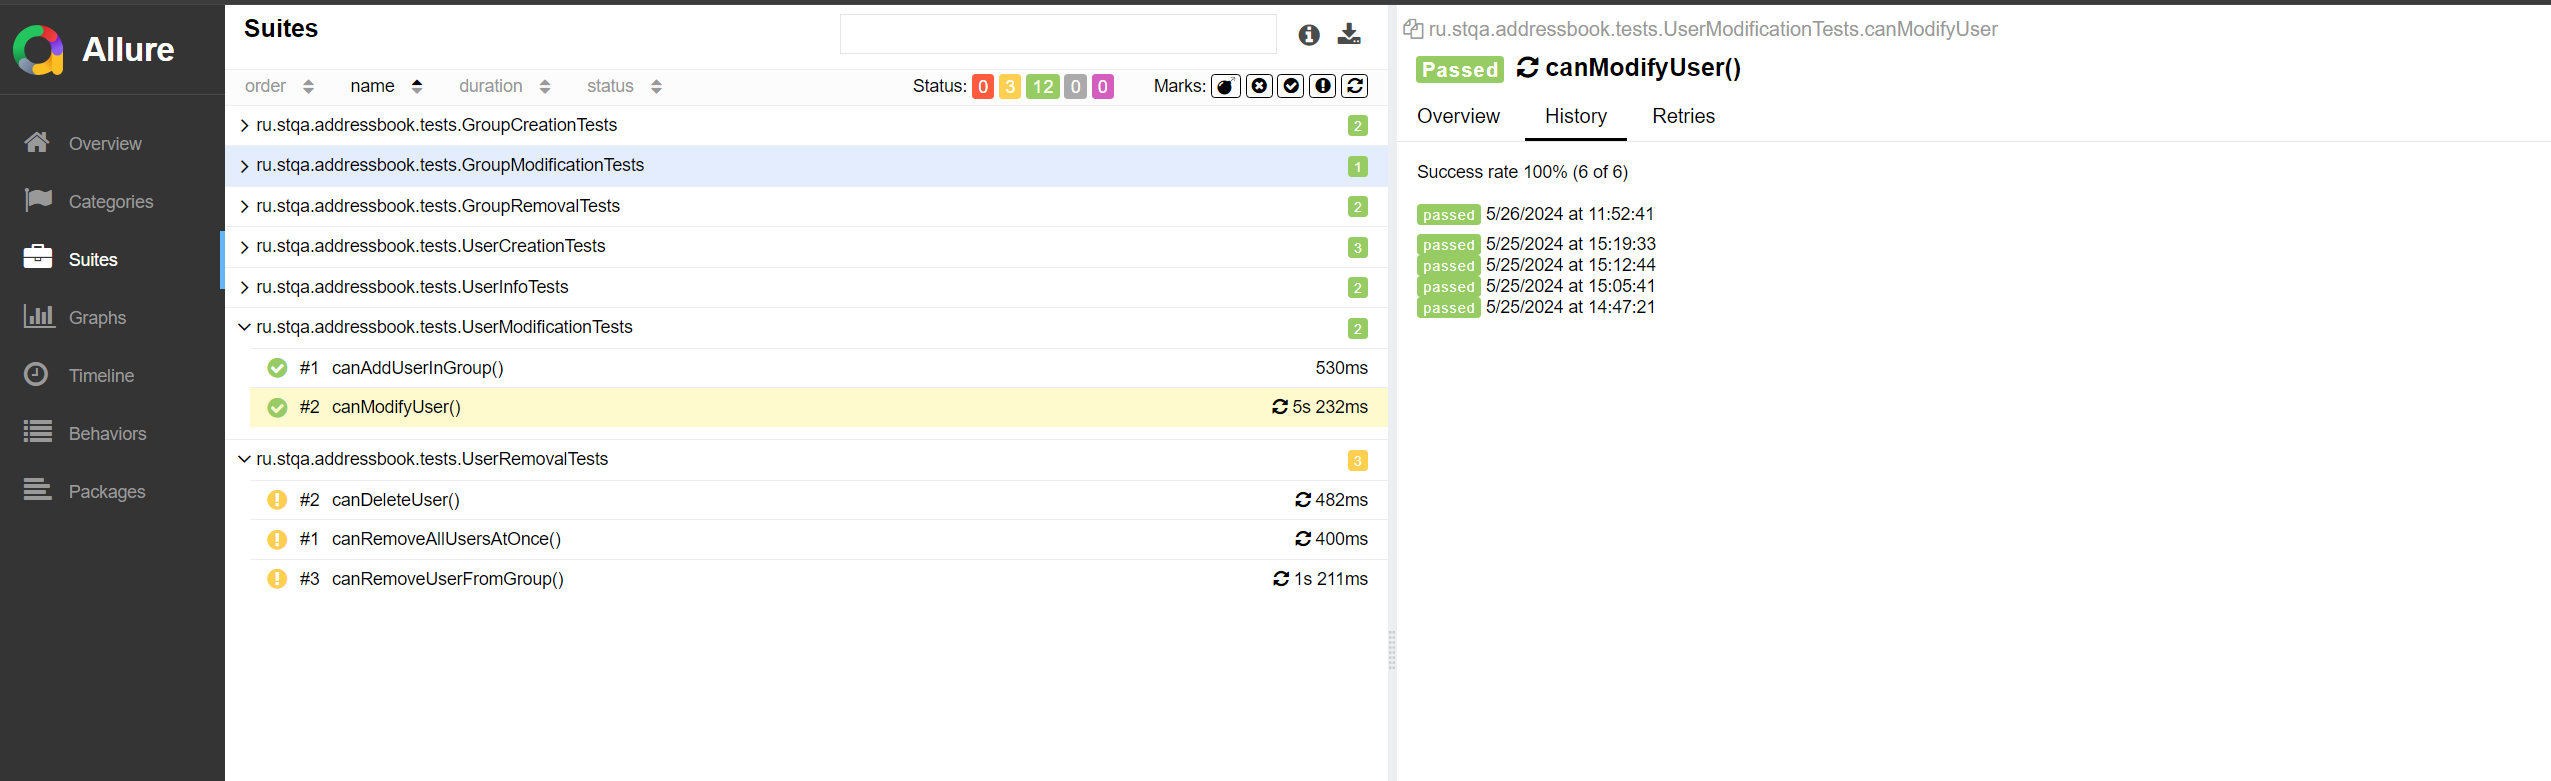 Allure
Overview
Categories
Suites
Graphs
Timeline
Behaviors
Packages
Suites
order name duration status Status: 0 3 12 0 0 Marks:
ru.stqa.addressbook.tests.GroupCreationTests 2
ru.stqa.addressbook.tests.GroupModificationTests 1
ru.stqa.addressbook.tests.GroupRemovalTests 2
ru.stqa.addressbook.tests.UserCreationTests 3
ru.stqa.addressbook.tests.UserInfoTests 2
ru.stqa.addressbook.tests.UserModificationTests 2
#1 canAddUserInGroup() 530ms
#2 canModifyUser() 5s 232ms
ru.stqa.addressbook.tests.UserRemovalTests 3
#2 canDeleteUser() 482ms
#1 canRemoveAllUsersAtOnce() 400ms
#3 canRemoveUserFromGroup() 1s 211ms
ru.stqa.addressbook.tests.UserModificationTests.canModifyUser
Passed canModifyUser()
Overview History Retries
Success rate 100% (6 of 6)
passed 5/26/2024 at 11:52:41
passed 5/25/2024 at 15:19:33
passed 5/25/2024 at 15:12:44
passed 5/25/2024 at 15:05:41
passed 5/25/2024 at 14:47:21